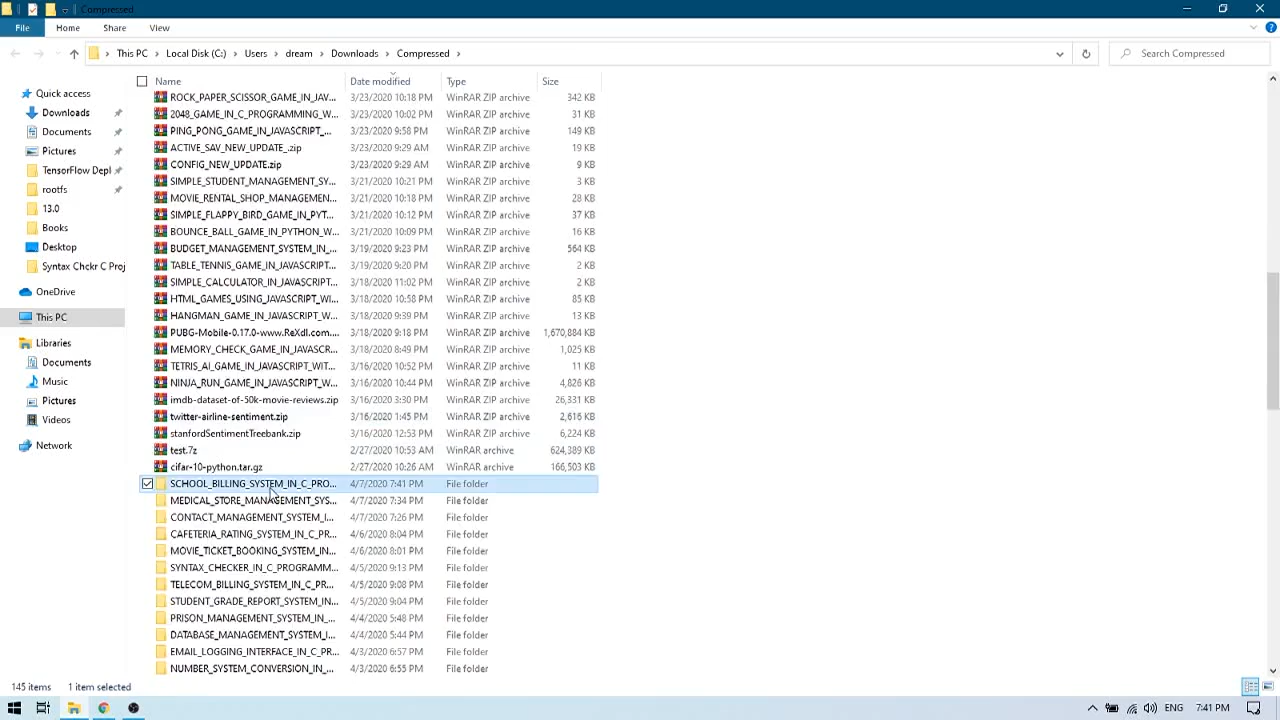 Compressed
File Home Share View
This PC Local Disk (C:) Users dream Downloads Compressed Search Compressed
Name Date modified Type Size
Quick access
Downloads
Documents
Pictures
TensorFlow Depl
rootfs
13.0
Books
Desktop
Syntax Chckr C Proj
OneDrive
This PC
Libraries
Documents
Music
Pictures
Videos
Network
ROCK_PAPER_SCISSOR_GAME_IN_JAV... 3/23/2020 10:18 PM WinRAR ZIP archive 342 KB
2048_GAME_IN_C_PROGRAMMING_W... 3/23/2020 10:02 PM WinRAR ZIP archive 31 KB
PING_PONG_GAME_IN_JAVASCRIPT_... 3/23/2020 9:58 PM WinRAR ZIP archive 149 KB
ACTIVE_SAV_NEW_UPDATE_.zip 3/23/2020 9:29 AM WinRAR ZIP archive 19 KB
CONFIG_NEW_UPDATE.zip 3/23/2020 9:29 AM WinRAR ZIP archive 9 KB
SIMPLE_STUDENT_MANAGEMENT_SY... 3/21/2020 10:21 PM WinRAR ZIP archive 3 KB
MOVIE_RENTAL_SHOP_MANAGEMEN... 3/21/2020 10:18 PM WinRAR ZIP archive 28 KB
SIMPLE_FLAPPY_BIRD_GAME_IN_PYT... 3/21/2020 10:12 PM WinRAR ZIP archive 37 KB
BOUNCE_BALL_GAME_IN_PYTHON_W... 3/21/2020 10:09 PM WinRAR ZIP archive 16 KB
BUDGET_MANAGEMENT_SYSTEM_IN_... 3/19/2020 9:23 PM WinRAR ZIP archive 564 KB
TABLE_TENNIS_GAME_IN_JAVASCRIPT... 3/19/2020 9:20 PM WinRAR ZIP archive 2 KB
SIMPLE_CALCULATOR_IN_JAVASCRIPT... 3/18/2020 11:02 PM WinRAR ZIP archive 2 KB
HTML_GAMES_USING_JAVASCRIPT_WI... 3/18/2020 10:58 PM WinRAR ZIP archive 85 KB
HANGMAN_GAME_IN_JAVASCRIPT_W... 3/18/2020 9:39 PM WinRAR ZIP archive 13 KB
PUBG-Mobile-0.17.0-www.ReXdl.com.... 3/18/2020 9:18 PM WinRAR ZIP archive 1,670,884 KB
MEMORY_CHECK_GAME_IN_JAVASCR... 3/18/2020 8:49 PM WinRAR ZIP archive 1,025 KB
TETRIS_AI_GAME_IN_JAVASCRIPT_WIT... 3/16/2020 10:52 PM WinRAR ZIP archive 11 KB
NINJA_RUN_GAME_IN_JAVASCRIPT_W... 3/16/2020 10:44 PM WinRAR ZIP archive 4,826 KB
imdb-dataset-of-50k-movie-reviews.zip 3/16/2020 3:30 PM WinRAR ZIP archive 26,331 KB
twitter-airline-sentiment.zip 3/16/2020 1:45 PM WinRAR ZIP archive 2,616 KB
stanfordSentimentTreebank.zip 3/16/2020 12:53 PM WinRAR ZIP archive 6,224 KB
test.7z 2/27/2020 10:53 AM WinRAR archive 624,389 KB
cifar-10-python.tar.gz 2/27/2020 10:26 AM WinRAR archive 166,503 KB
SCHOOL_BILLING_SYSTEM_IN_C_PRO... 4/7/2020 7:41 PM File folder
MEDICAL_STORE_MANAGEMENT_SYS... 4/7/2020 7:34 PM File folder
CONTACT_MANAGEMENT_SYSTEM_I... 4/7/2020 7:26 PM File folder
CAFETERIA_RATING_SYSTEM_IN_C_PR... 4/6/2020 8:04 PM File folder
MOVIE_TICKET_BOOKING_SYSTEM_IN... 4/6/2020 8:01 PM File folder
SYNTAX_CHECKER_IN_C_PROGRAMM... 4/5/2020 9:13 PM File folder
TELECOM_BILLING_SYSTEM_IN_C_PR... 4/5/2020 9:08 PM File folder
STUDENT_GRADE_REPORT_SYSTEM_IN... 4/5/2020 9:04 PM File folder
PRISON_MANAGEMENT_SYSTEM_IN_... 4/4/2020 5:48 PM File folder
DATABASE_MANAGEMENT_SYSTEM_I... 4/4/2020 5:44 PM File folder
EMAIL_LOGGING_INTERFACE_IN_C_PR... 4/3/2020 6:57 PM File folder
NUMBER_SYSTEM_CONVERSION_IN_... 4/3/2020 6:55 PM File folder
145 items 1 item selected
ENG 7:41 PM